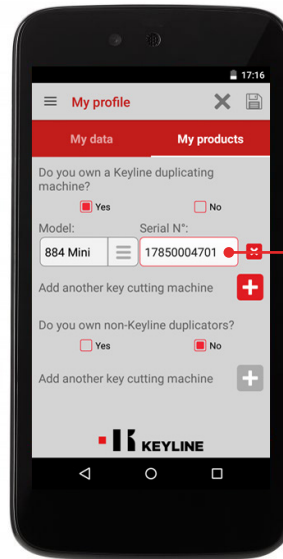 17:16
My profile
My data My products
Do you own a Keyline duplicating
machine?
Yes No
Model: Serial N°:
884 Mini 17850004701
Add another key cutting machine
Do you own non-Keyline duplicators?
Yes No
Add another key cutting machine
KEYLINE